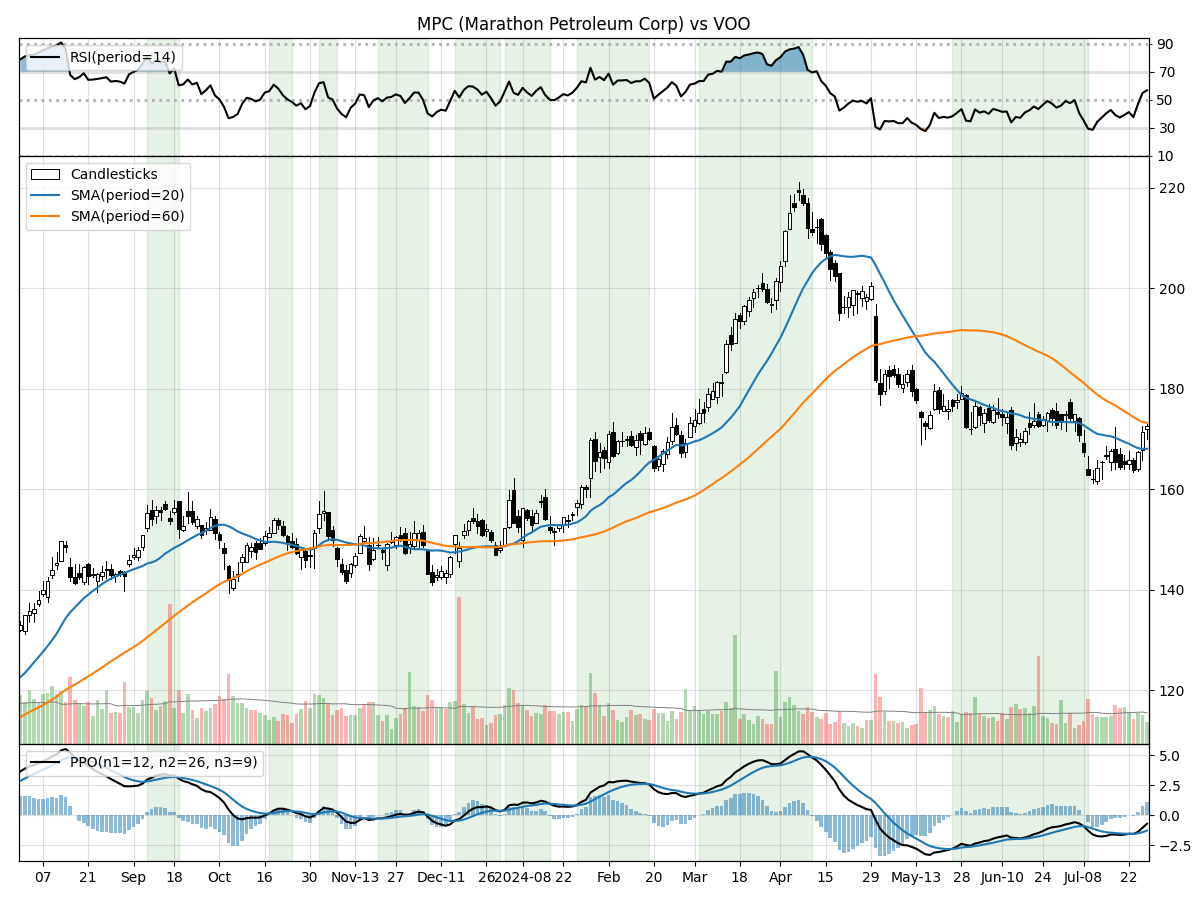 MPC (Marathon Petroleum Corp) vs VOO
RSI(period=14)
90
70
50
30
10
Candlesticks
SMA(period=20)
SMA(period=60)
220
200
180
160
140
120
PPO(n1=12, n2=26, n3=9)
5.0
2.5
0.0
−2.5
07 21 Sep 18 Oct 16 30 Nov-13 27 Dec-11 26 2024-08 22 Feb 20 Mar 18 Apr 15 29 May-13 28 Jun-10 24 Jul-08 22